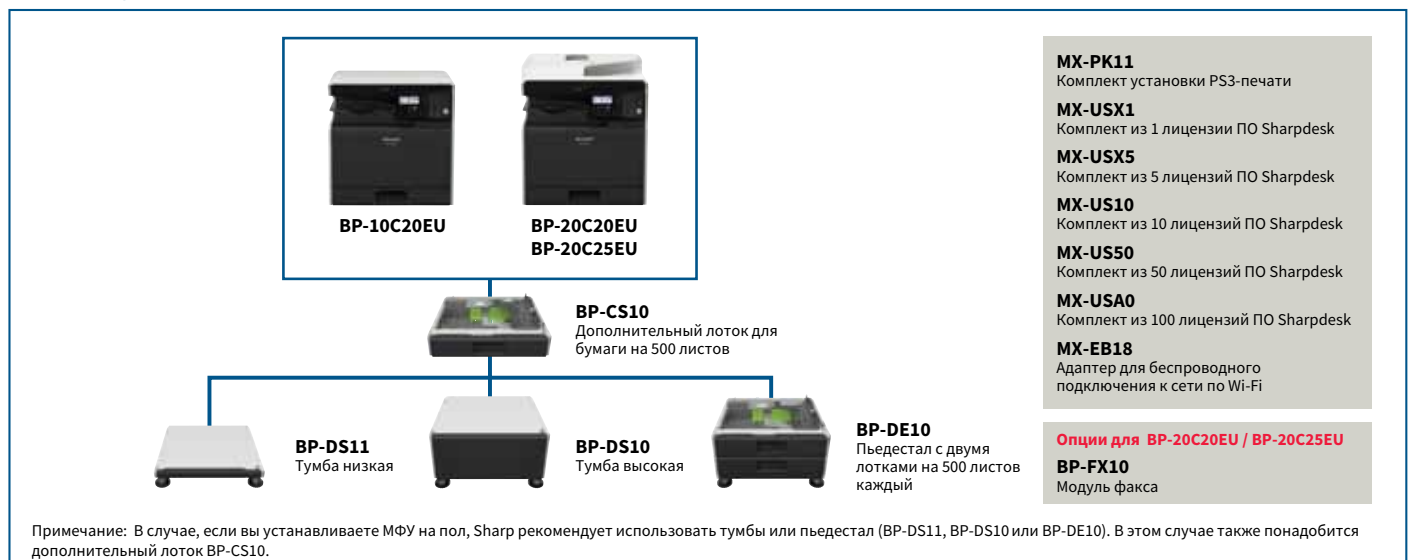 BP-10C20EU
BP-20C20EU
BP-20C25EU
BP-CS10
Дополнительный лоток для
бумаги на 500 листов
BP-DS11
Тумба низкая
BP-DS10
Тумба высокая
BP-DE10
Пьедестал с двумя
лотками на 500 листов
каждый
MX-PK11
Комплект установки PS3-печати
MX-USX1
Комплект из 1 лицензии ПО Sharpdesk
MX-USX5
Комплект из 5 лицензий ПО Sharpdesk
MX-US10
Комплект из 10 лицензий ПО Sharpdesk
MX-US50
Комплект из 50 лицензий ПО Sharpdesk
MX-USA0
Комплект из 100 лицензий ПО Sharpdesk
MX-EB18
Адаптер для беспроводного
подключения к сети по Wi-Fi
Опции для BP-20C20EU / BP-20C25EU
BP-FX10
Модуль факса
Примечание: В случае, если вы устанавливаете МФУ на пол, Sharp рекомендует использовать тумбы или пьедестал (BP-DS11, BP-DS10 или BP-DE10). В этом случае также понадобится
дополнительный лоток BP-CS10.